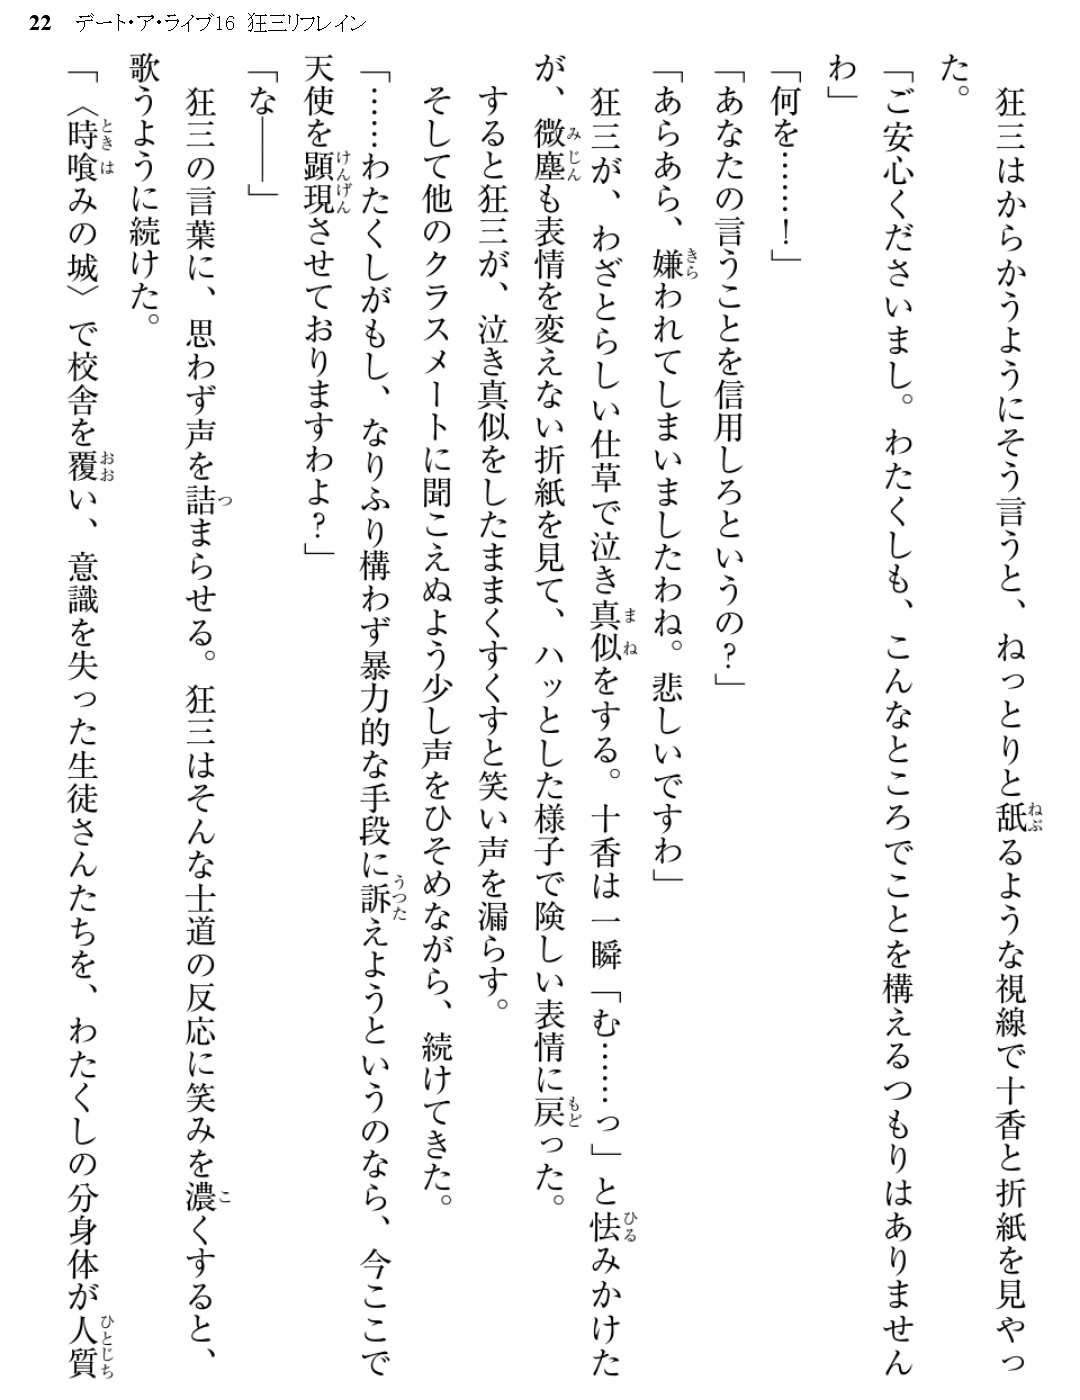 22 デート・ア・ライブ16 狂三リフレイン
　狂三はからかうようにそう言うと、ねっとりと舐るような視線で十香と折紙を見やっ
た。
「ご安心くださいまし。わたくしも、こんなところでことを構えるつもりはありません
わ」
「何を……！」
「あなたの言うことを信用しろというの？」
「あらあら、嫌われてしまいましたわね。悲しいですわ」
　狂三が、わざとらしい仕草で泣き真似をする。十香は一瞬「む……っ」と怯みかけた
が、微塵も表情を変えない折紙を見て、ハッとした様子で険しい表情に戻った。
　すると狂三が、泣き真似をしたままくすくすと笑い声を漏らす。
　そして他のクラスメートに聞こえぬよう少し声をひそめながら、続けてきた。
「……わたくしがもし、なりふり構わず暴力的な手段に訴えようというのなら、今ここで
天使を顕現させておりますわよ？」
「な――」
　狂三の言葉に、思わず声を詰まらせる。狂三はそんな士道の反応に笑みを濃くすると、
歌うように続けた。
「〈時喰みの城〉で校舎を覆い、意識を失った生徒さんたちを、わたくしの分身体が人質